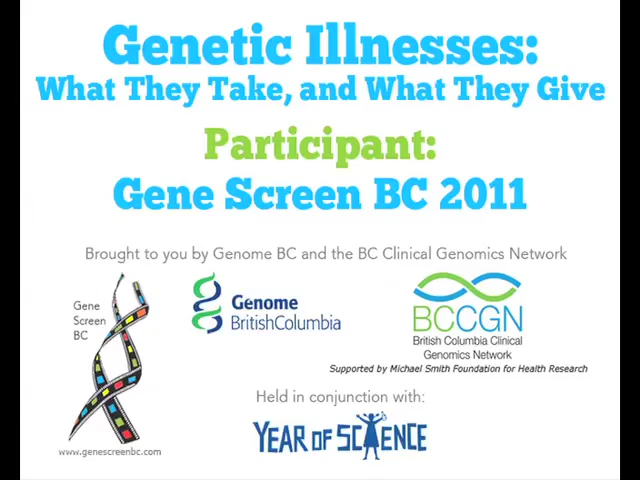 Genetic Illnesses:
What They Take, and What They Give
Participant:
Gene Screen BC 2011
Brought to you by Genome BC and the BC Clinical Genomics Network
Gene
Screen
BC
www.genescreenbc.com
Genome
BritishColumbia
BCCGN
British Columbia Clinical
Genomics Network
Supported by Michael Smith Foundation for Health Research
Held in conjunction with:
YEAR OF SCIENCE